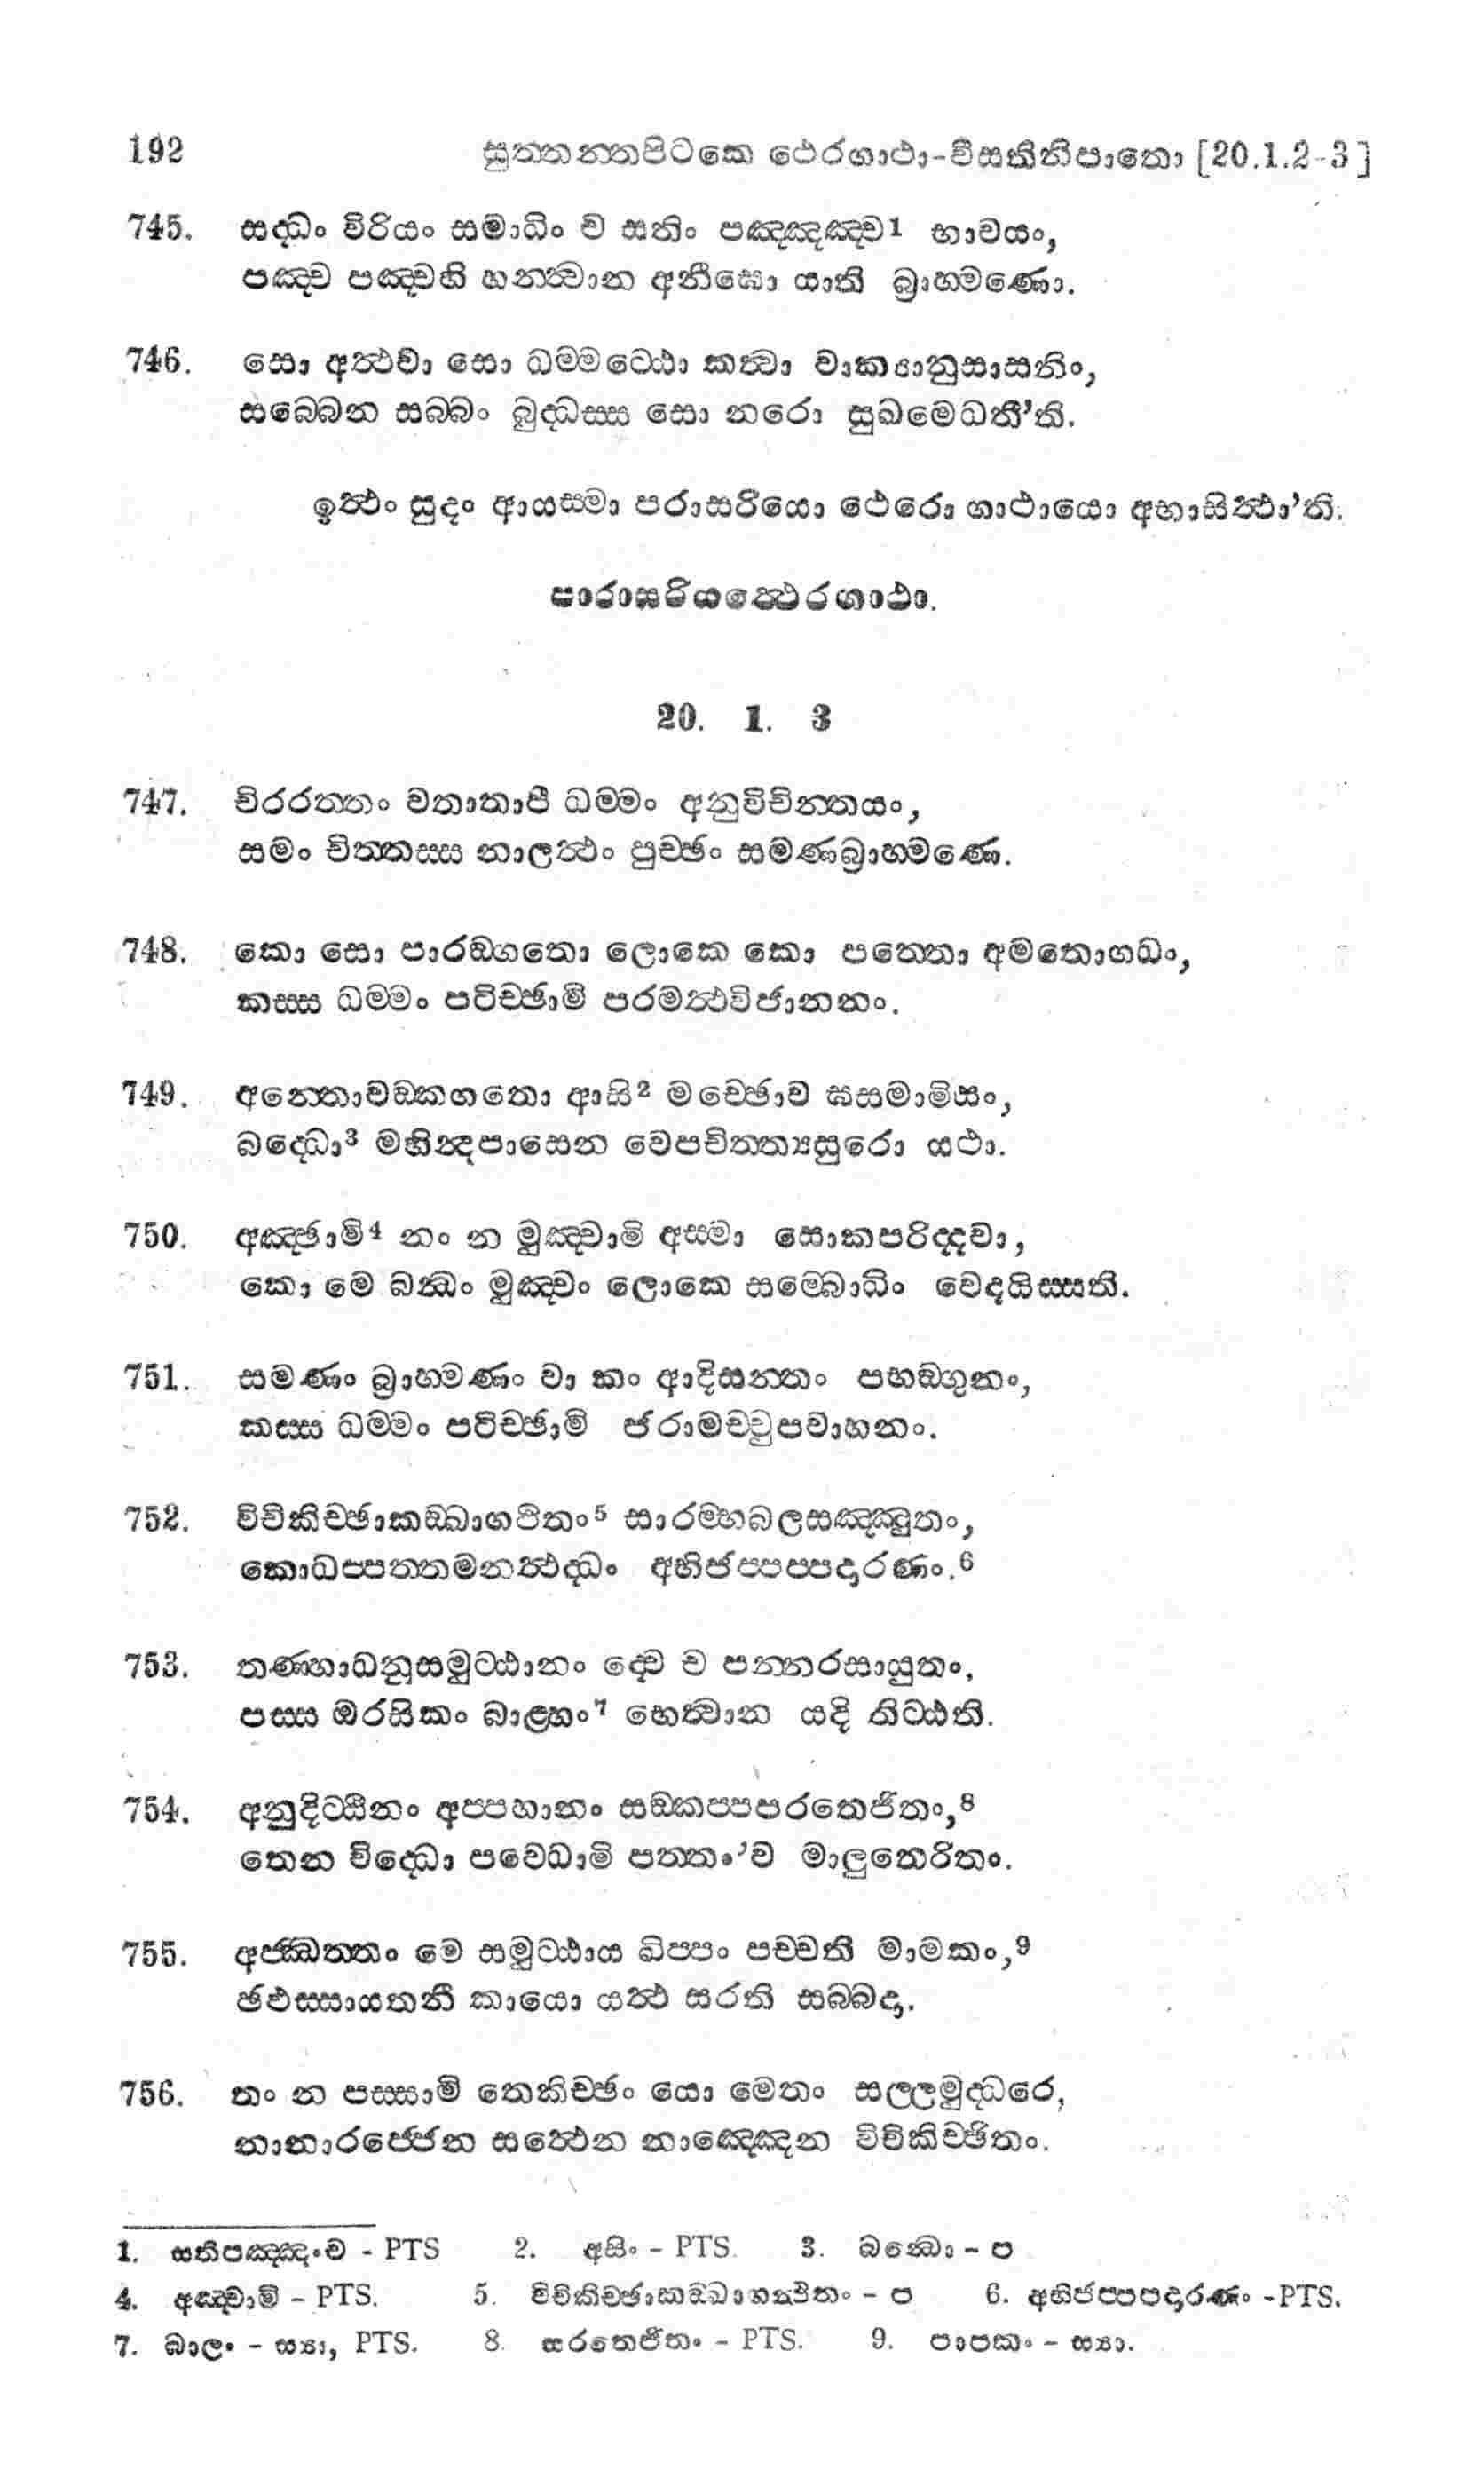 192 සුත්තන්තපිටකෙ ථෙරගාථා-වීසතිනිපාතො [20.1.2-3]
745. සද්ධං විරියං සමාධිං ච සතිං පඤ්ඤඤ්ච1 භාවයං,
පඤ්ච පඤ්චහි හන්ත්වාන අනීඝො යාති බ්‍රාහ්මණො.
746. සො අත්ථවා සො ධම්මට්ඨො කත්වා වාක්‍යානුසාසනිං,
සබ්බෙන සබ්බං බුද්ධස්ස සො නරො සුඛමෙධතී’ති.
ඉත්ථං සුදං ආයස්මා පරාසරියො ථෙරො ගාථායො අභාසිත්ථා’ති.
පාරාසරියත්ථෙරගාථා.
20. 1. 3
747. චිරරත්තං වතාතාපී ධම්මං අනුවිචින්තයං,
සමං චිත්තස්ස නාලත්ථං පුච්ඡං සමණබ්‍රාහ්මණෙ.
748. කො සො පාරඞ්ගතො ලොකෙ කො පත්තො අමතොගධං,
කස්ස ධම්මං පටිච්ඡාමි පරමත්ථවිජානනං.
749. අන්තොවඞ්කගතො ආසි2 මච්ඡොව ඝසමාමිසං,
බද්ධො3 මහින්දපාසෙන වෙපචිත්ත්‍යසුරො යථා.
750. අඤ්ඡාමි4 නං න මුඤ්චාමි අස්මා සොකපරිද්දවා,
කො මෙ බන්ධං මුඤ්චං ලොකෙ සම්බොධිං වෙදයිස්සති.
751. සමණං බ්‍රාහ්මණං වා කං ආදිසන්තං පභඞ්ගුනං,
කස්ස ධම්මං පටිච්ඡාමි ජරාමච්චුපවාහනං.
752. විචිකිච්ඡාකඞ්ඛාගථිතං5 සාරම්භබලසඤ්ඤුතං,
කොධප්පත්තමනත්ථද්ධං අභිජප්පප්පදාරණං.6
753. තණ්හාධනුසමුට්ඨානං ද්වෙ ච පන්නරසායුතං,
පස්ස ඔරසිකං බාළ්හං7 භෙත්වාන යදි තිට්ඨති.
754. අනුදිට්ඨීනං අප්පහානං සඞ්කප්පපරතෙජිතං,8
තෙන විද්ධො පවෙධාමි පත්තං’ව මාලුතෙරිතං.
755. අජ්ඣත්තං මෙ සමුට්ඨාය ඛිප්පං පච්චති මාමකං,9
ඡඵස්සායතනී කායො යත්ථ සරති සබ්බදා.
756. තං න පස්සාමි තෙකිච්ඡං යො මෙතං සල්ලමුද්ධරෙ,
නානාරජ්ජෙන සත්ථෙන නාඤ්ඤෙන විචිකිච්ඡිතං.
1. සතිපඤ්ඤංච - PTS 2. අසිං - PTS. 3. බන්ධො - ප
4. අඤ්චාමි - PTS. 5. විචිකිච්ඡාකඞ්ඛාගන්ථිතං - ප 6. අභිජප්පපදාරණං -PTS.
7. බාලං - ස්‍යා, PTS. 8. සරතෙජිතං - PTS. 9. පාපකං - ස්‍යා.